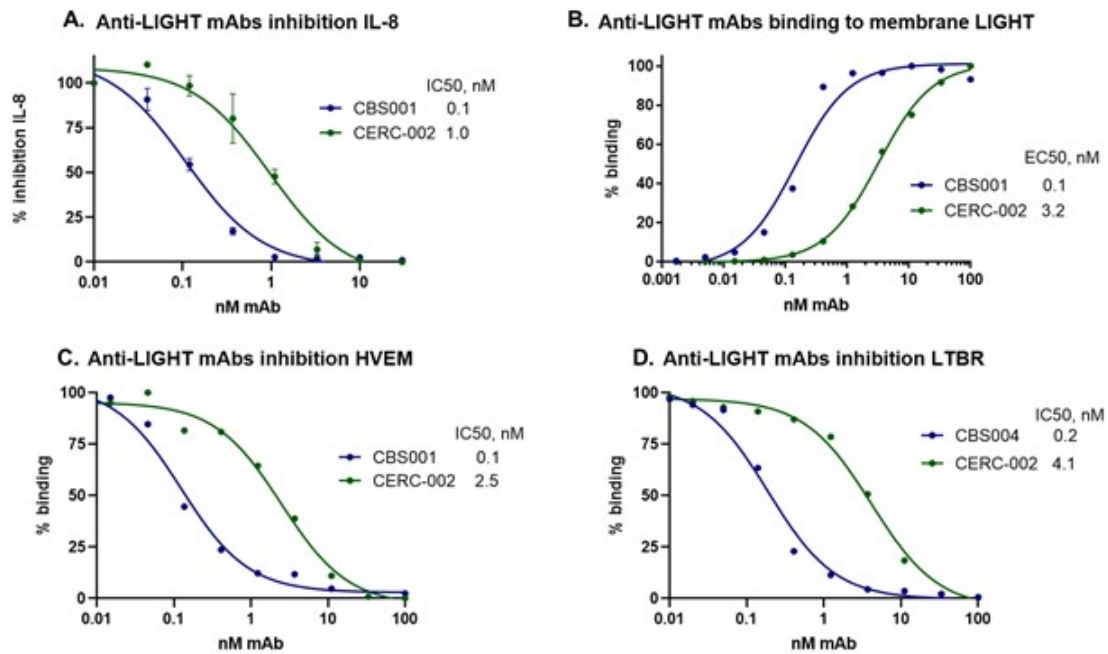 A. Anti-LIGHT mAbs inhibition IL-8
% inhibition IL-8
100
75
50
25
0
0.01 0.1 1 10
nM mAb
IC50, nM
CBS001 0.1
CERC-002 1.0
B. Anti-LIGHT mAbs binding to membrane LIGHT
% binding
100
80
60
40
20
0
0.001 0.01 0.1 1 10 100
nM mAb
EC50, nM
CBS001 0.1
CERC-002 3.2
C. Anti-LIGHT mAbs inhibition HVEM
% binding
100
75
50
25
0
0.01 0.1 1 10 100
nM mAb
IC50, nM
CBS001 0.1
CERC-002 2.5
D. Anti-LIGHT mAbs inhibition LTBR
% binding
100
75
50
25
0
0.01 0.1 1 10 100
nM mAb
IC50, nM
CBS004 0.2
CERC-002 4.1